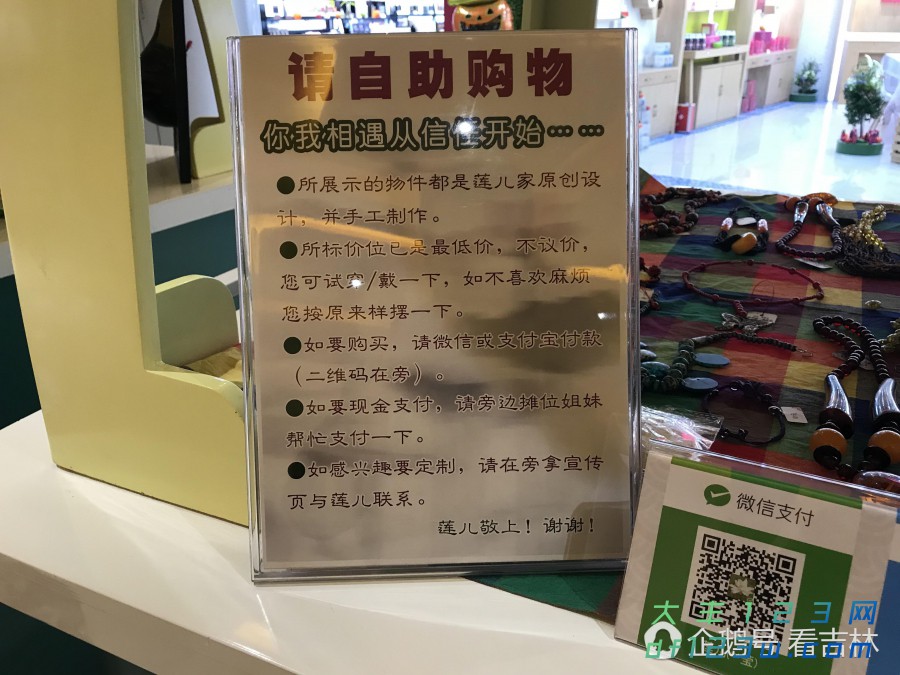 请自助购物
你我相遇从信任开始……
●所展示的物件都是莲儿家原创设
计，并手工制作。
●所标价位已是最低价，不议价，
您可试穿/戴一下，如不喜欢麻烦
您按原来样摆一下。
●如要购买，请微信或支付宝付款
（二维码在旁）。
●如要现金支付，请旁边摊位姐妹
帮忙支付一下。
●如感兴趣要定制，请在旁拿宣传
页与莲儿联系。
莲儿敬上！谢谢！
微信支付
大王123网
企鹅号 看吉林